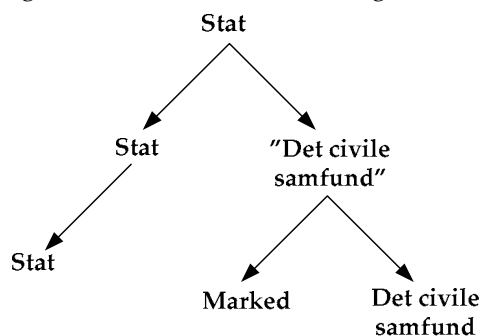 Stat
Stat
"Det civile
samfund"
Stat
Marked
Det civile
samfund